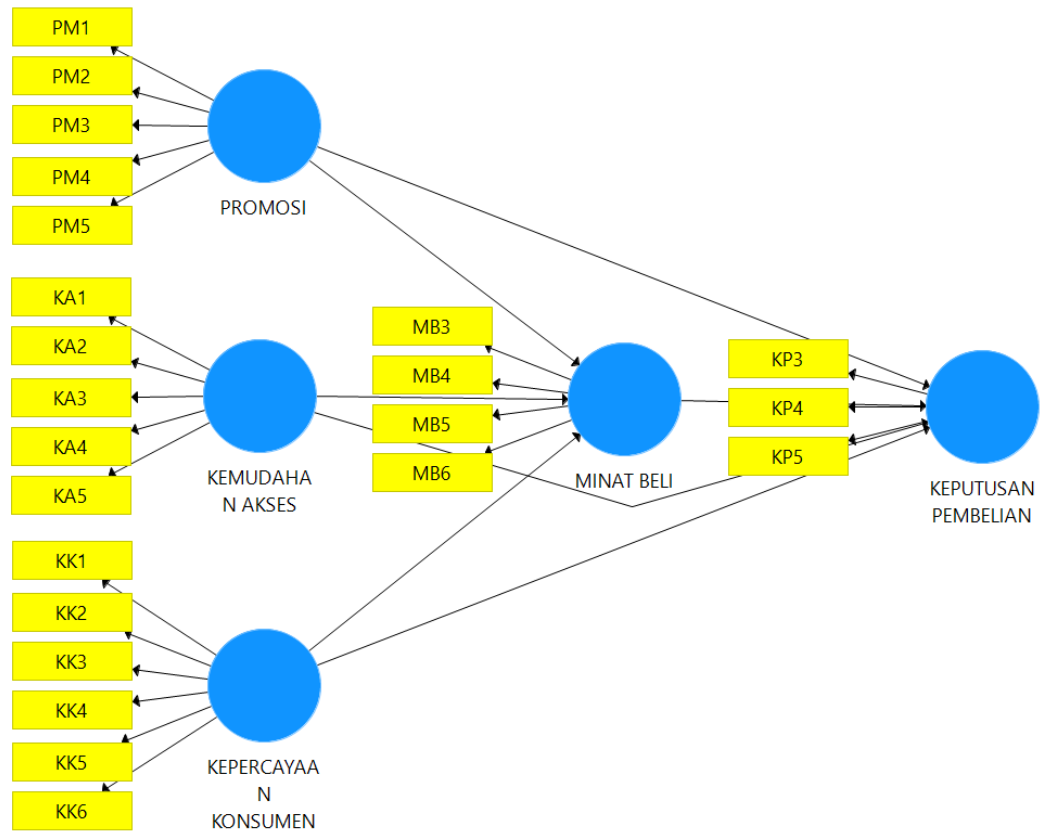 PM1
PM2
PM3
PM4
PM5
PROMOSI
KA1
KA2
KA3
KA4
KA5
KEMUDAHA
N AKSES
MB3
MB4
MB5
MB6
MINAT BELI
KP3
KP4
KP5
KEPUTUSAN
PEMBELIAN
KK1
KK2
KK3
KK4
KK5
KK6
KEPERCAYAA
N
KONSUMEN